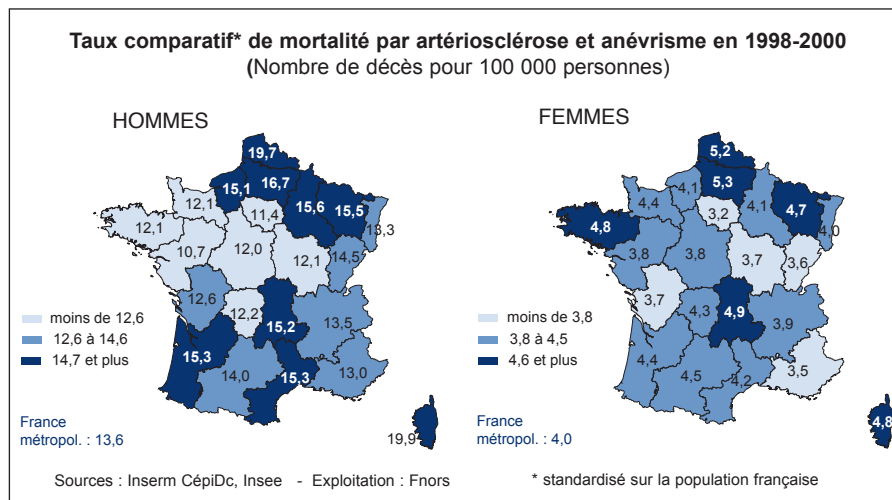 Taux comparatif* de mortalité par artériosclérose et anévrisme en 1998-2000
(Nombre de décès pour 100 000 personnes)
HOMMES
19,7
15,1
16,7
12,1
11,4
15,6
15,5
13,3
12,1
10,7
12,0
12,1
14,5
12,6
12,2
15,2
13,5
15,3
14,0
15,3
13,0
19,9
moins de 12,6
12,6 à 14,6
14,7 et plus
France
métropol. : 13,6
FEMMES
5,2
4,1
5,3
4,4
3,2
4,1
4,7
4,0
4,8
3,8
3,8
3,7
3,6
3,7
4,3
4,9
3,9
4,4
4,5
4,2
3,5
4,8
moins de 3,8
3,8 à 4,5
4,6 et plus
France
métropol. : 4,0
Sources : Inserm CépiDc, Insee - Exploitation : Fnors
* standardisé sur la population française